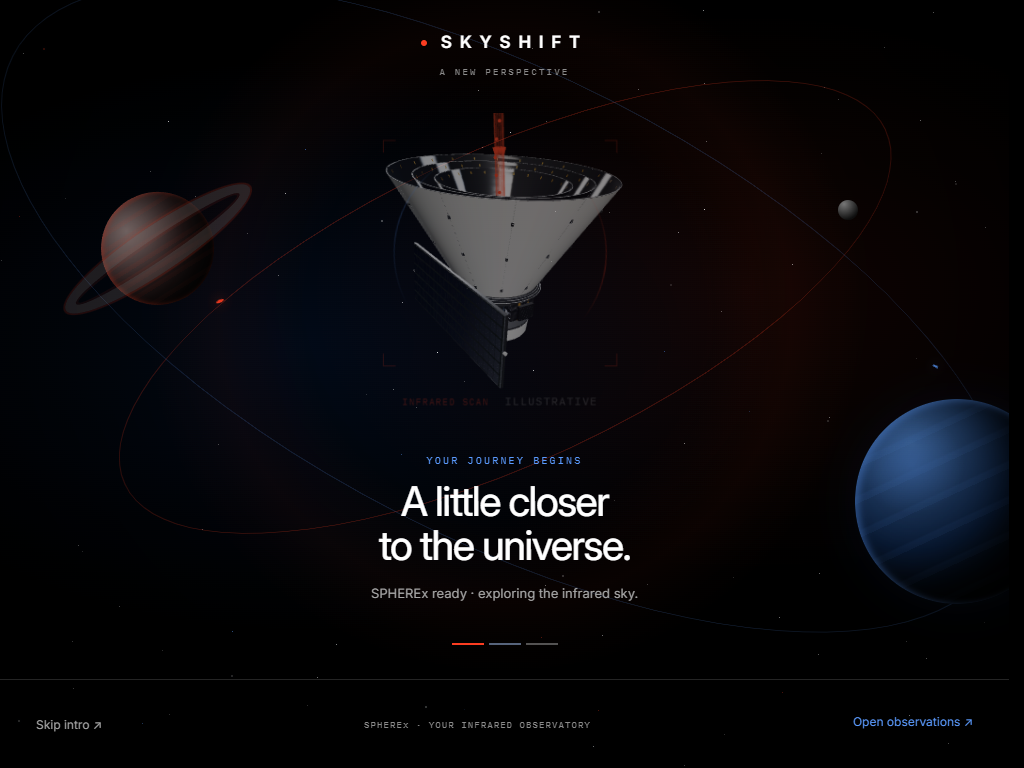 SKYSHIFT
A NEW PERSPECTIVE
INFRARED SCAN ILLUSTRATIVE
YOUR JOURNEY BEGINS
A little closer
to the universe.
SPHEREx ready · exploring the infrared sky.
Skip intro ↗
SPHEREx · YOUR INFRARED OBSERVATORY
Open observations ↗